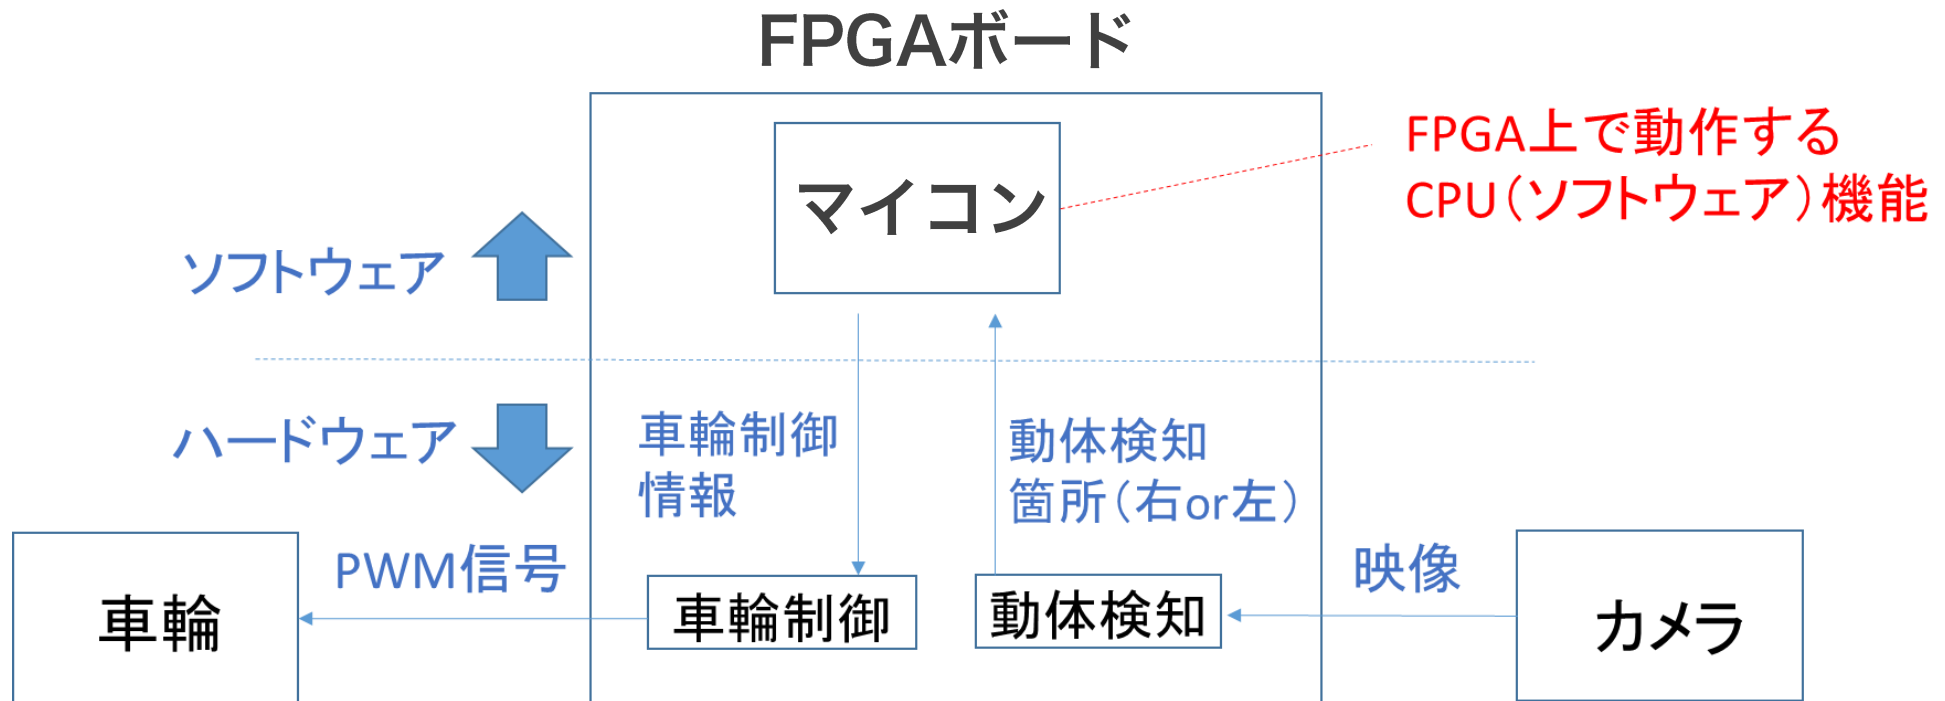 FPGAボード
マイコン
FPGA上で動作する
CPU(ソフトウェア)機能
ソフトウェア
ハードウェア
車輪制御
情報
動体検知
箇所(右or左)
車輪
PWM信号
車輪制御
動体検知
映像
カメラ